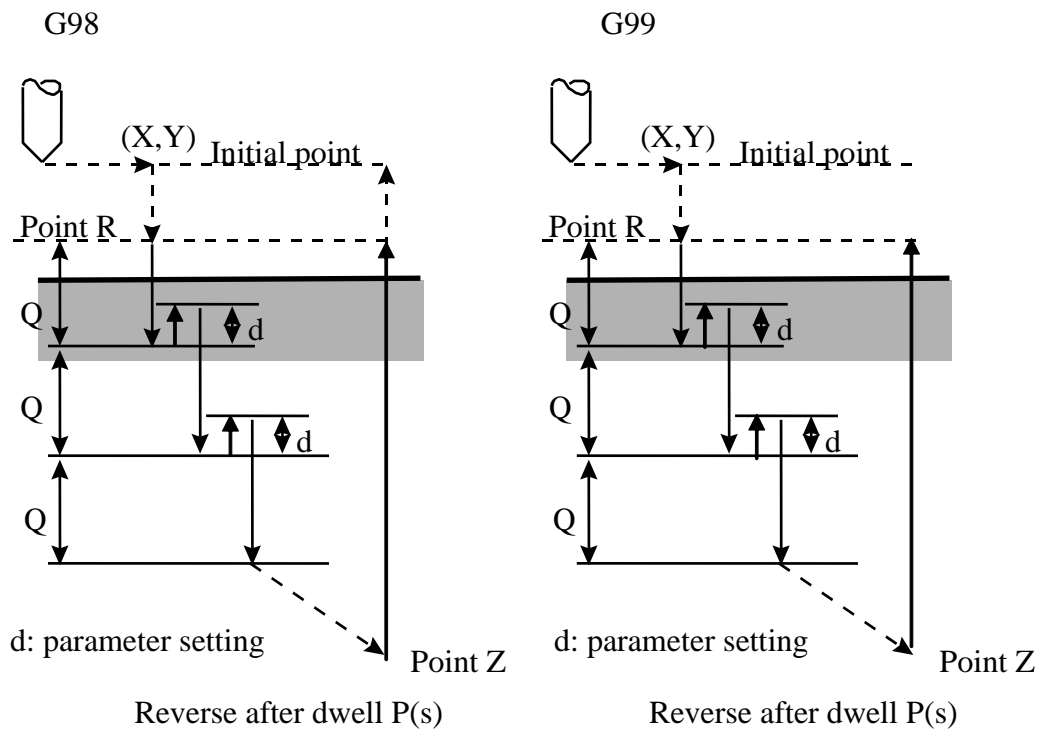 G98
(X,Y)
Initial point
Point R
Q
d
Q
d
Q
d: parameter setting
Point Z
Reverse after dwell P(s)
G99
(X,Y)
Initial point
Point R
Q
d
Q
d
Q
d: parameter setting
Point Z
Reverse after dwell P(s)